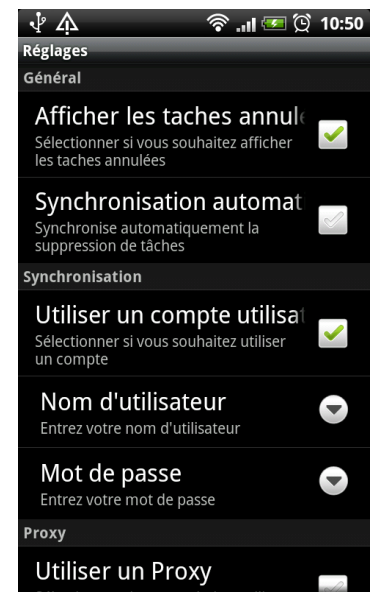 10:50
Réglages
Général
Afficher les taches annulé
Sélectionner si vous souhaitez afficher
les taches annulées
Synchronisation automat
Synchronise automatiquement la
suppression de tâches
Synchronisation
Utiliser un compte utilisat
Sélectionner si vous souhaitez utiliser
un compte
Nom d'utilisateur
Entrez votre nom d'utilisateur
Mot de passe
Entrez votre mot de passe
Proxy
Utiliser un Proxy